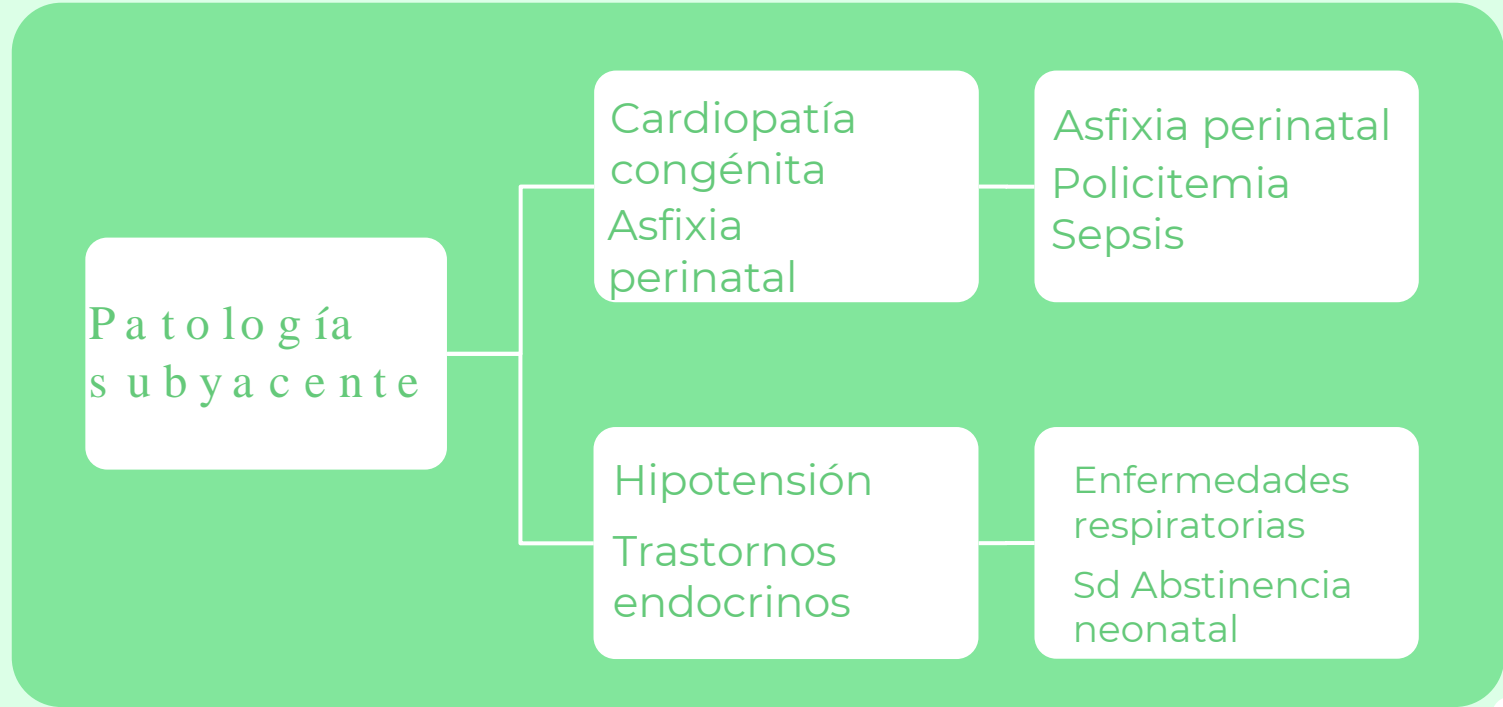 Patología
subyacente
Cardiopatía
congénita
Asfixia
perinatal
Asfixia perinatal
Policitemia
Sepsis
Hipotensión
Trastornos
endocrinos
Enfermedades
respiratorias
Sd Abstinencia
neonatal